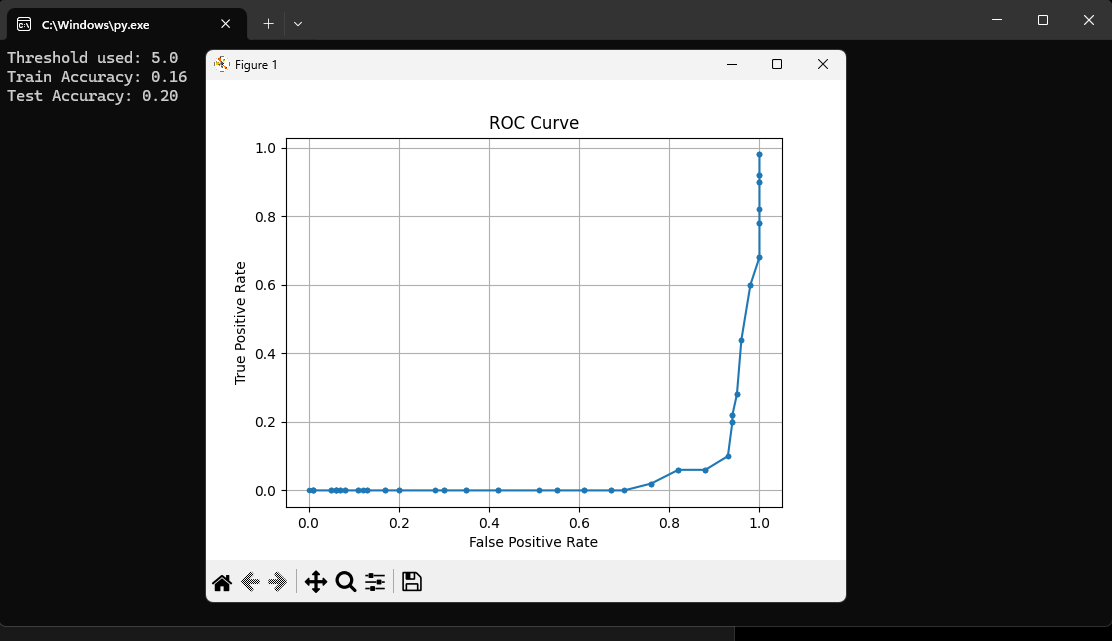 C:\Windows\py.exe
Threshold used: 5.0
Train Accuracy: 0.16
Test Accuracy: 0.20
Figure 1
ROC Curve
1.0
0.8
0.6
0.4
0.2
0.0
True Positive Rate
0.0 0.2 0.4 0.6 0.8 1.0
False Positive Rate